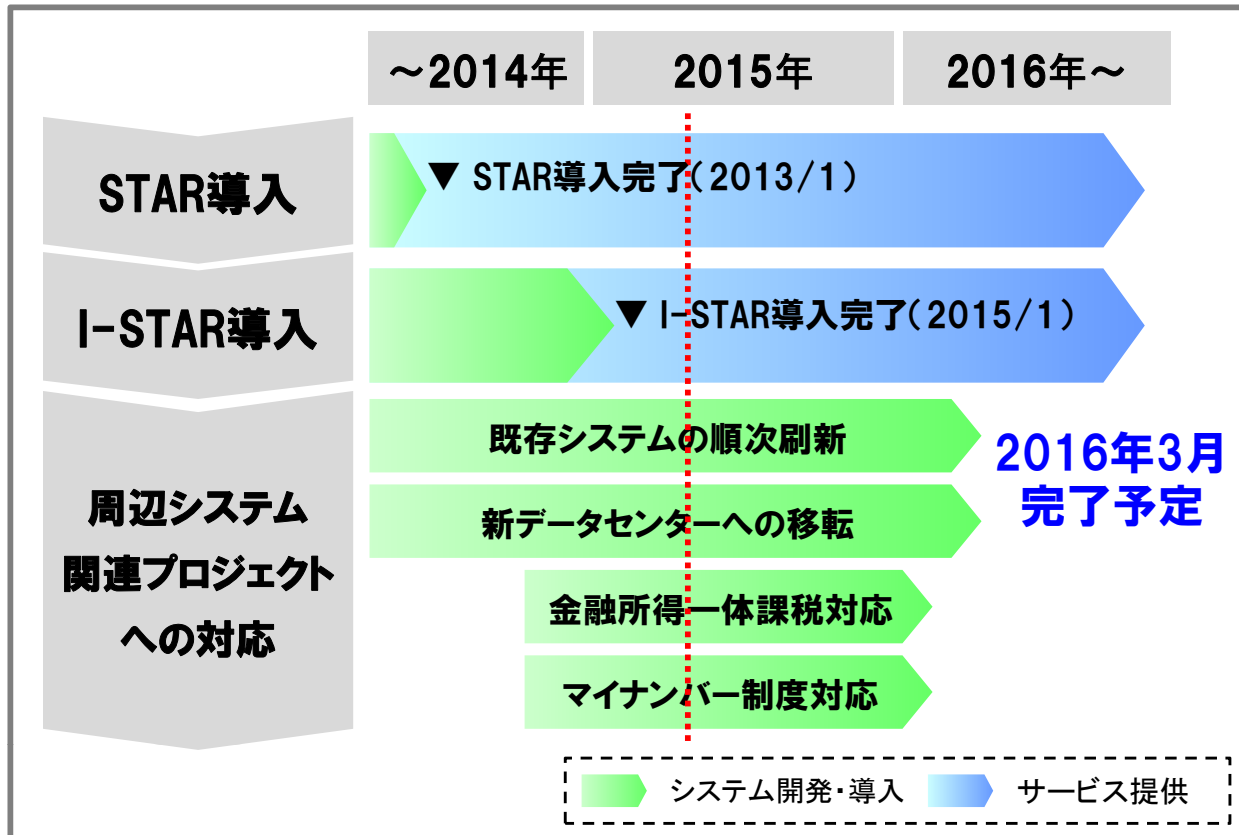 ～2014年 2015年 2016年～
STAR導入
▼ STAR導入完了(2013/1)
I-STAR導入
▼ I-STAR導入完了(2015/1)
周辺システム
関連プロジェクト
への対応
既存システムの順次刷新
新データセンターへの移転
金融所得一体課税対応
マイナンバー制度対応
2016年3月
完了予定
システム開発・導入 サービス提供